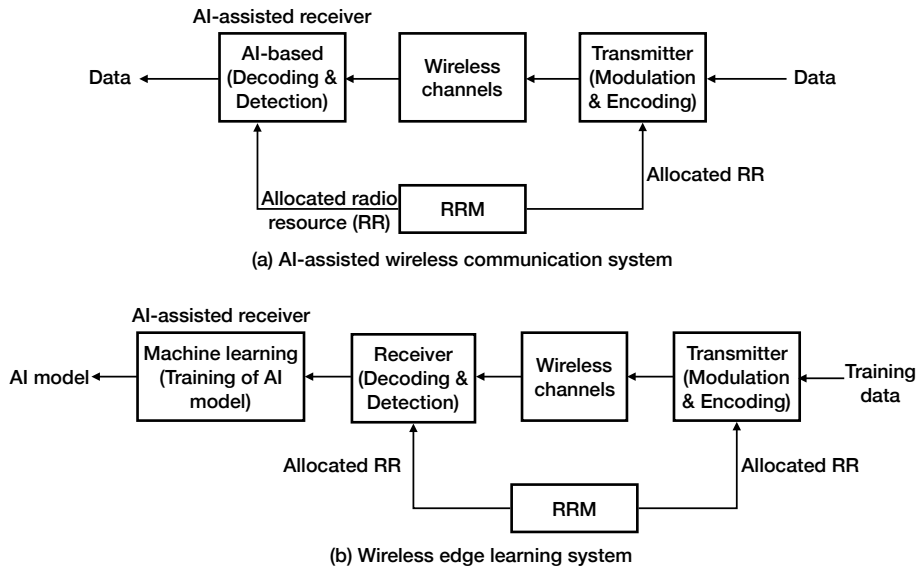 AI-assisted receiver
Data
AI-based
(Decoding &
Detection)
Wireless
channels
Transmitter
(Modulation
& Encoding)
Data
Allocated radio
resource (RR)
RRM
Allocated RR
(a) AI-assisted wireless communication system
AI-assisted receiver
AI model
Machine learning
(Training of AI
model)
Receiver
(Decoding &
Detection)
Wireless
channels
Transmitter
(Modulation
& Encoding)
Training
data
Allocated RR
RRM
Allocated RR
(b) Wireless edge learning system